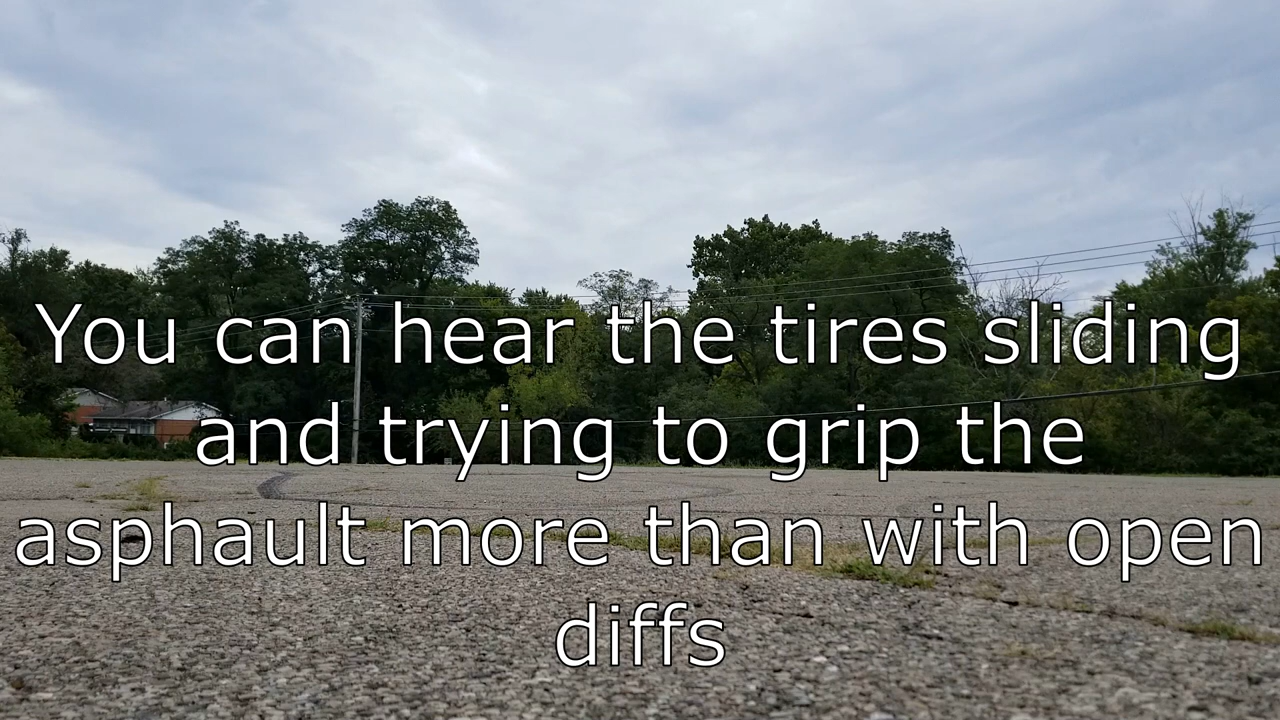 You can hear the tires sliding
and trying to grip the
asphault more than with open
diffs